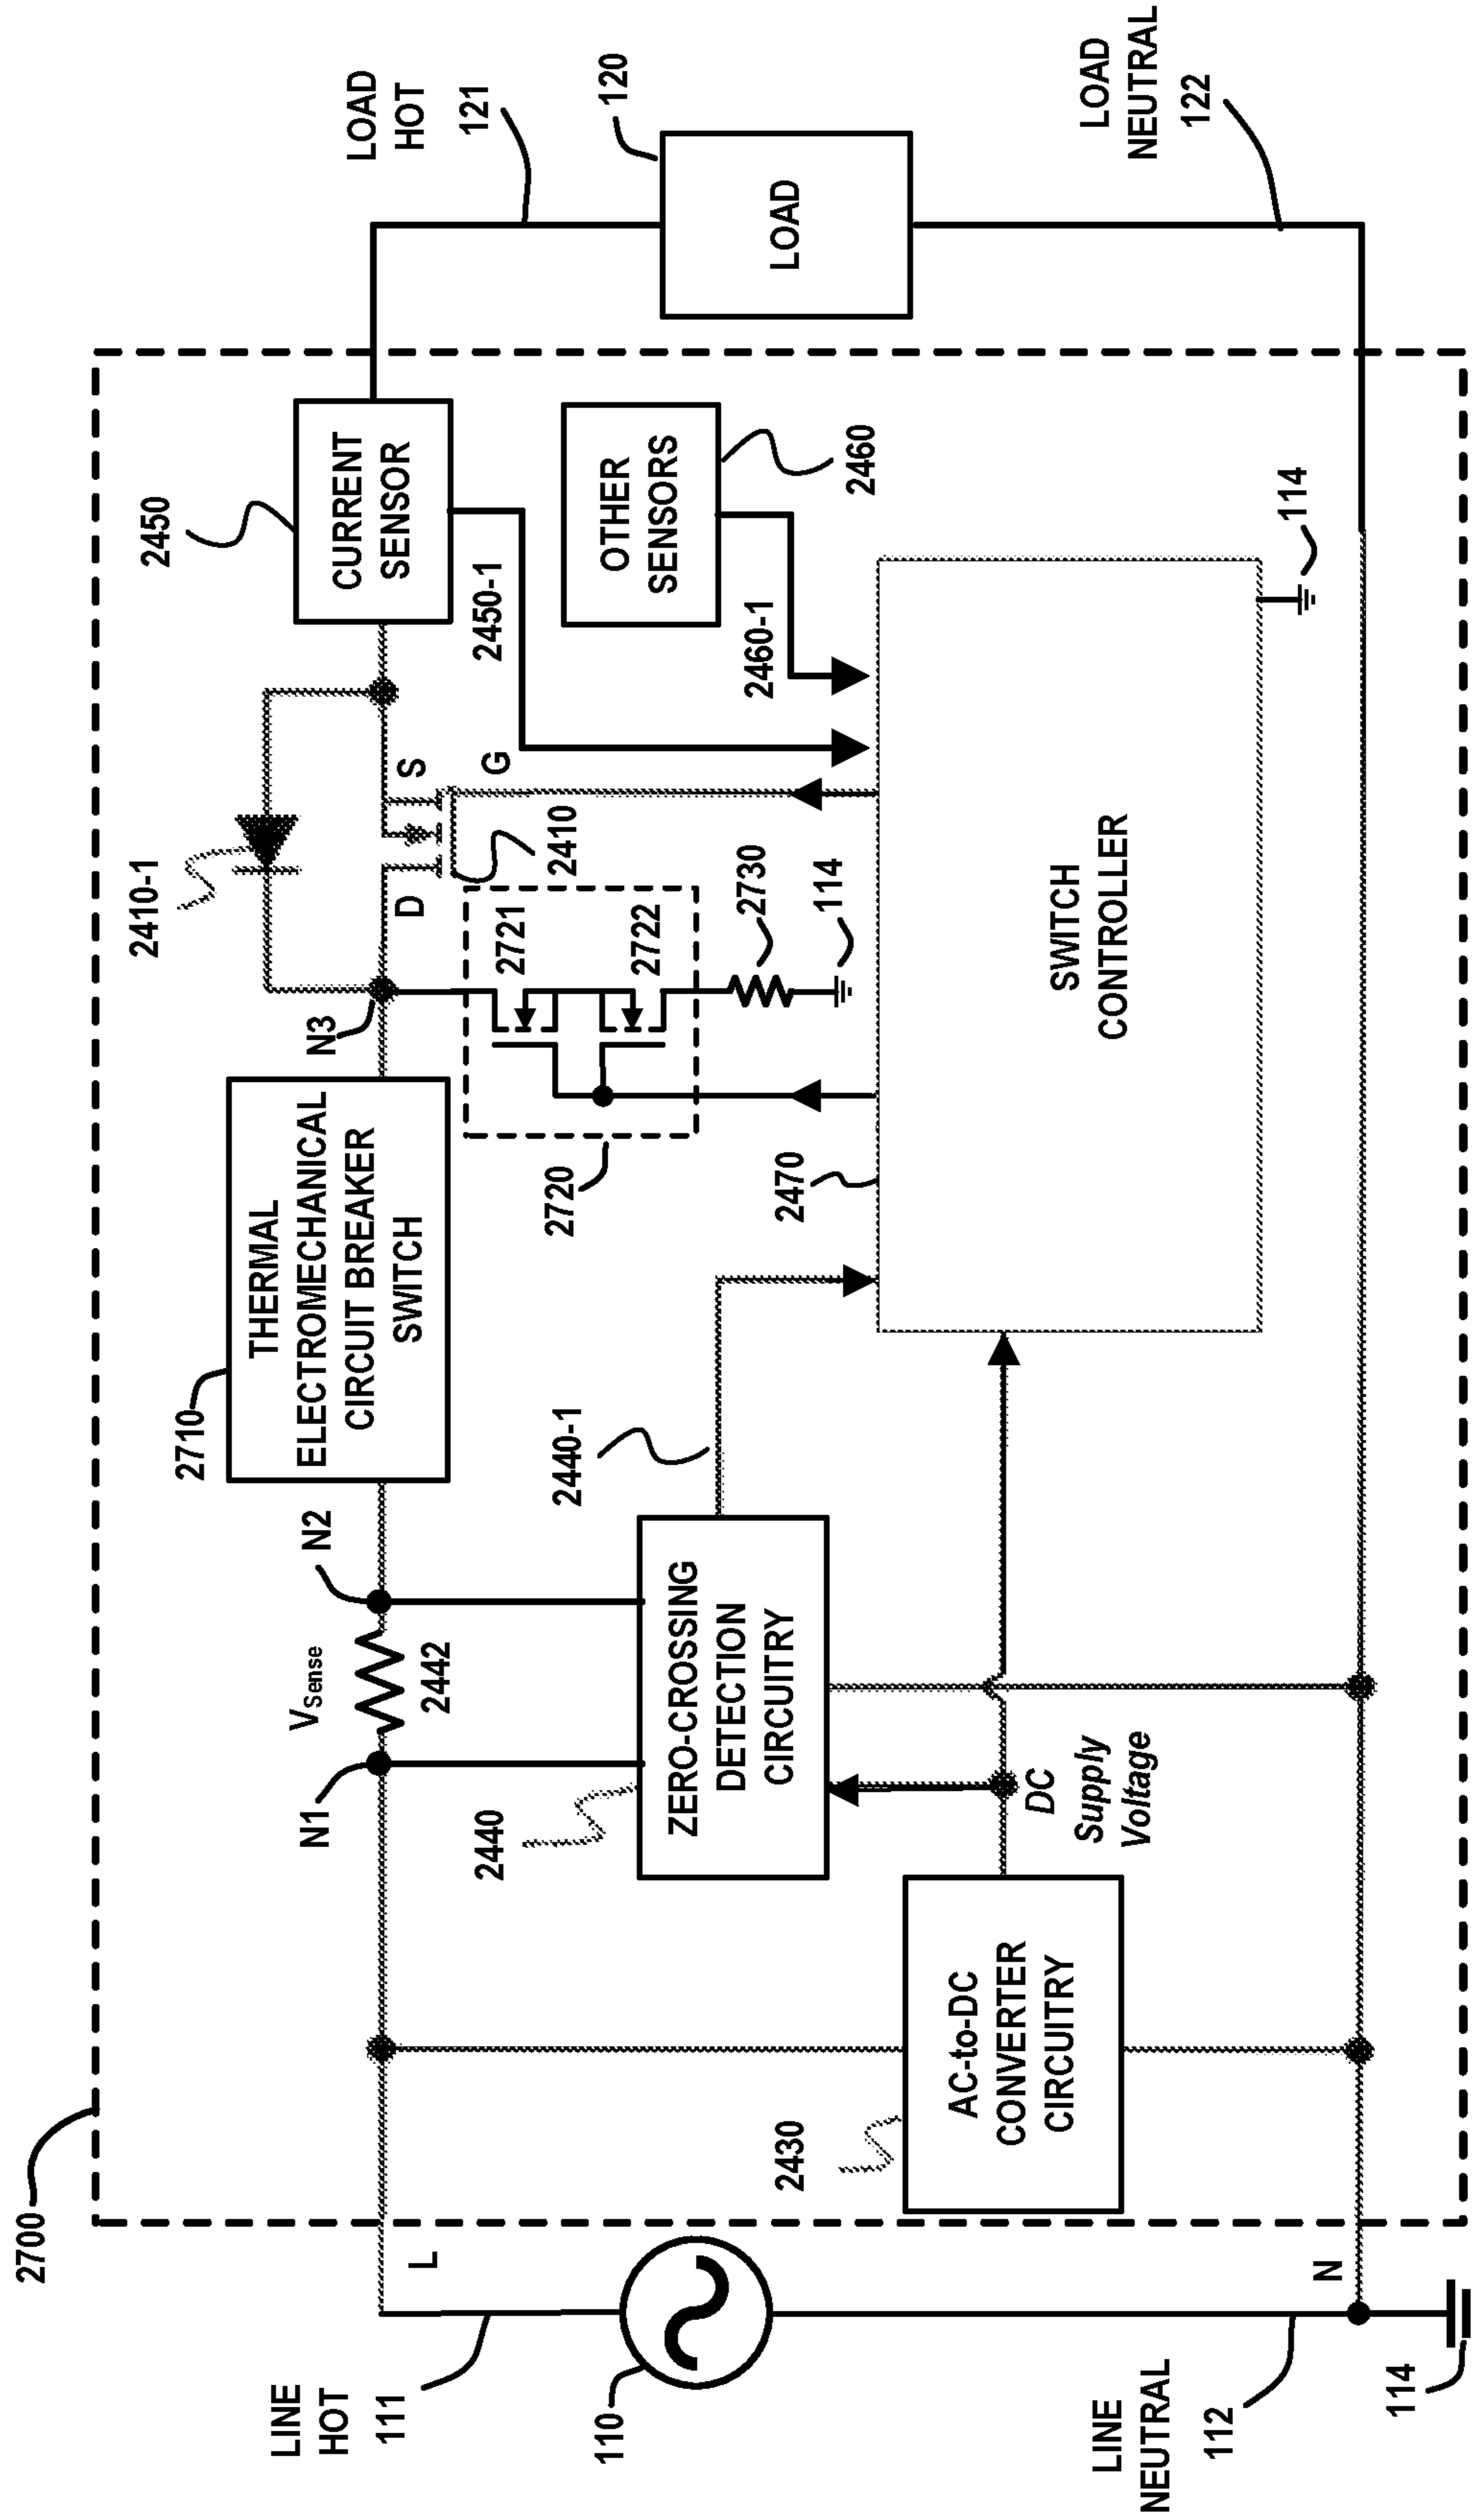 2700
LINE
HOT
111
L
110
LINE
NEUTRAL
112
N
114
2430
AC-to-DC
CONVERTER
CIRCUITRY
DC
Supply
Voltage
N1
VSense
2442
N2
2440
ZERO-CROSSING
DETECTION
CIRCUITRY
2440-1
2710
THERMAL
ELECTROMECHANICAL
CIRCUIT BREAKER
SWITCH
N3
2720
2721
2722
2730
114
2470
SWITCH
CONTROLLER
114
2410-1
D
S
G
2410
2450
CURRENT
SENSOR
2450-1
OTHER
SENSORS
2460
2460-1
LOAD
HOT
121
120
LOAD
LOAD
NEUTRAL
122